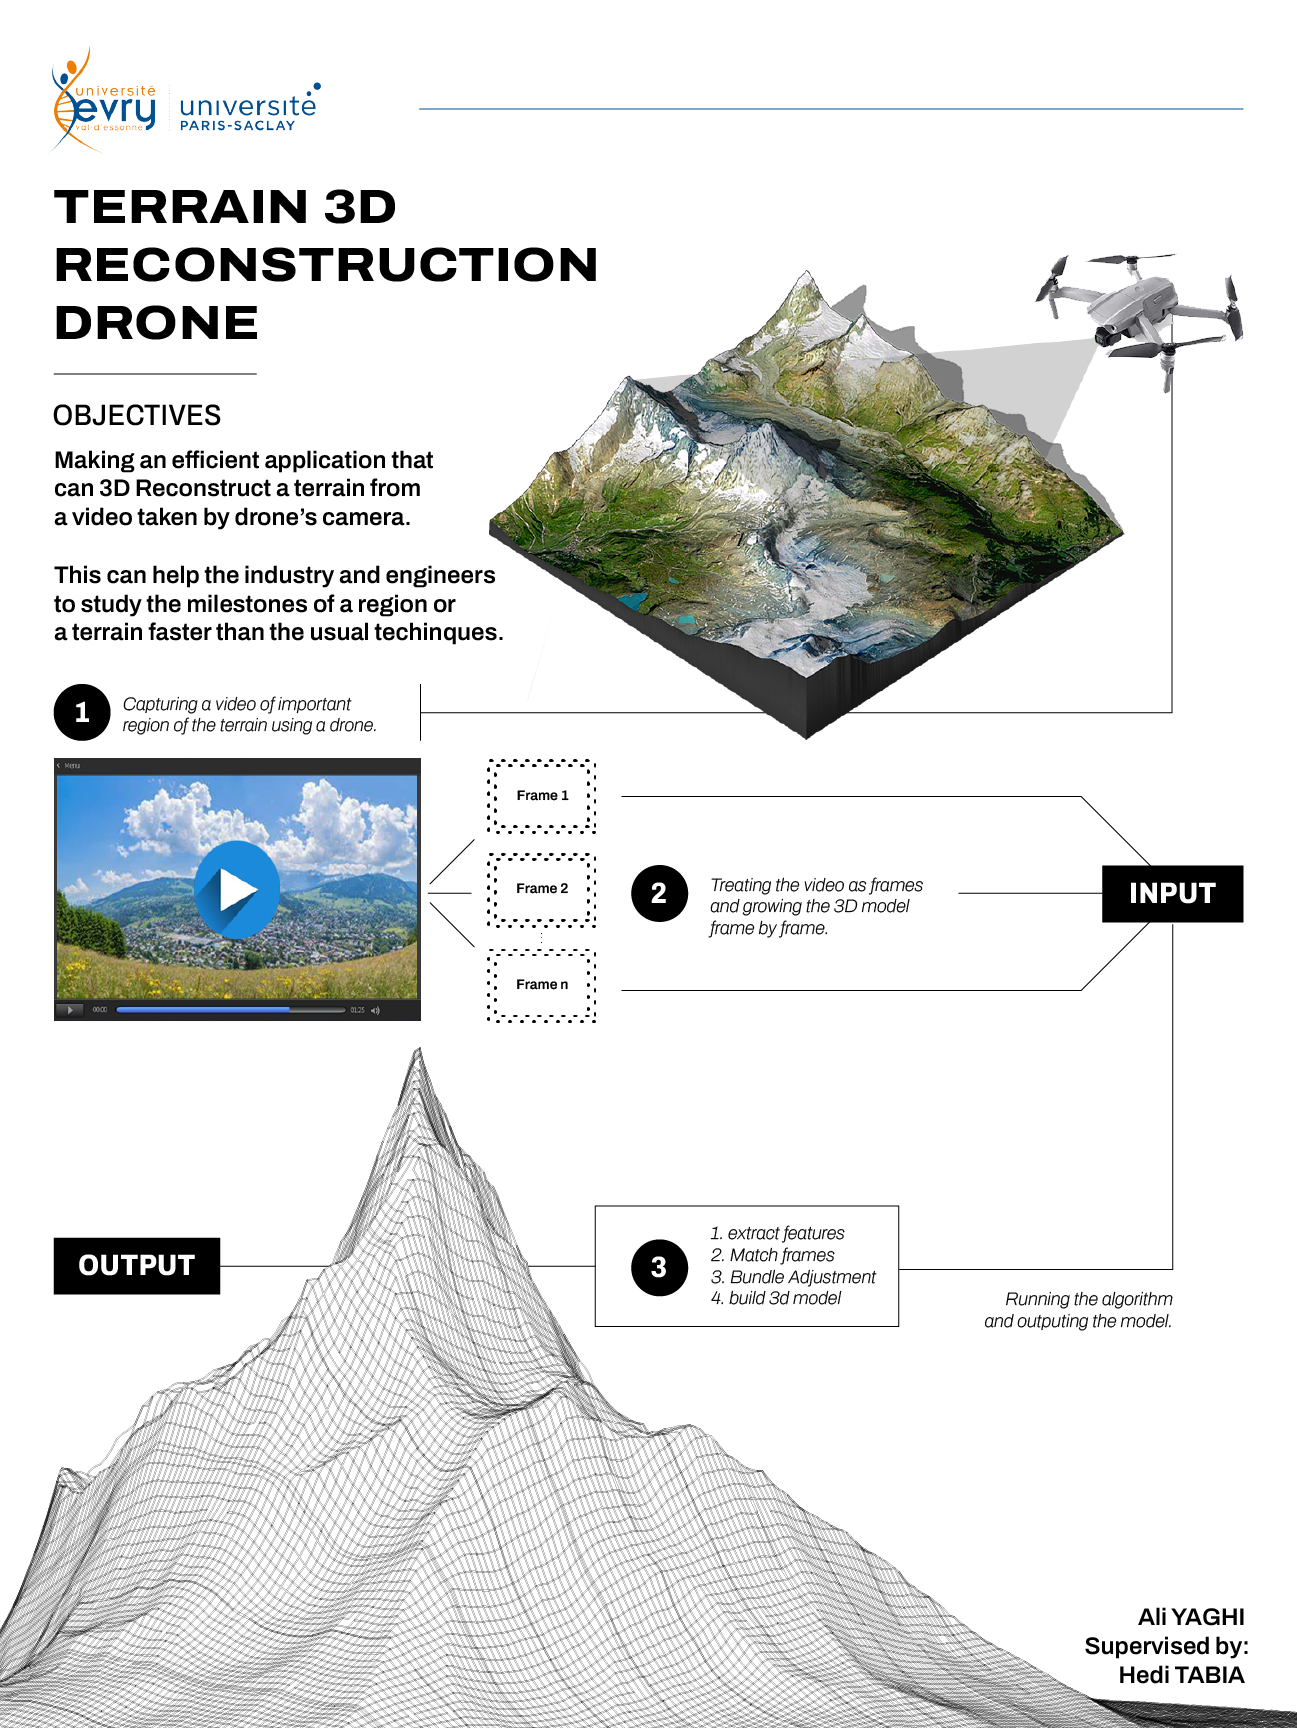 université
evry
val-d'essonne
université
PARIS-SACLAY
TERRAIN 3D
RECONSTRUCTION
DRONE
OBJECTIVES
Making an efficient application that
can 3D Reconstruct a terrain from
a video taken by drone's camera.
This can help the industry and engineers
to study the milestones of a region or
a terrain faster than the usual techinques.
1
Capturing a video of important
region of the terrain using a drone.
Menu
00:00
01:25
Frame 1
Frame 2
Frame n
2
Treating the video as frames
and growing the 3D model
frame by frame.
INPUT
OUTPUT
3
1. extract features
2. Match frames
3. Bundle Adjustment
4. build 3d model
Running the algorithm
and outputing the model.
Ali YAGHI
Supervised by:
Hedi TABIA